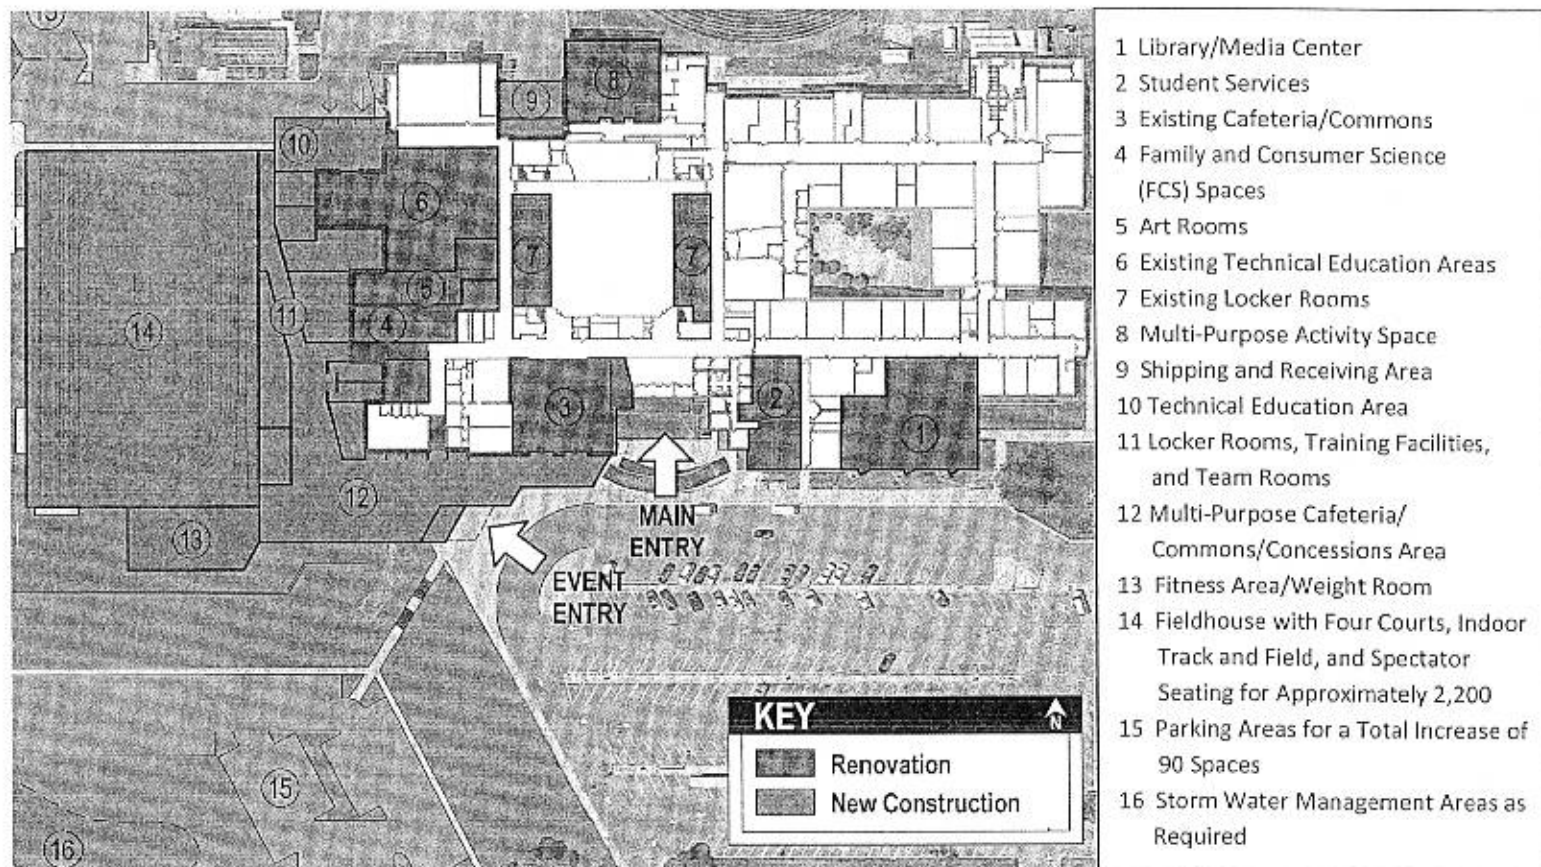 15
8
9
10
6
7
7
5
11
4
14
3
2
1
12
13
MAIN
ENTRY
EVENT
ENTRY
15
16
KEY
N
Renovation
New Construction
1 Library/Media Center
2 Student Services
3 Existing Cafeteria/Commons
4 Family and Consumer Science
(FCS) Spaces
5 Art Rooms
6 Existing Technical Education Areas
7 Existing Locker Rooms
8 Multi-Purpose Activity Space
9 Shipping and Receiving Area
10 Technical Education Area
11 Locker Rooms, Training Facilities,
and Team Rooms
12 Multi-Purpose Cafeteria/
Commons/Concessions Area
13 Fitness Area/Weight Room
14 Fieldhouse with Four Courts, Indoor
Track and Field, and Spectator
Seating for Approximately 2,200
15 Parking Areas for a Total Increase of
90 Spaces
16 Storm Water Management Areas as
Required